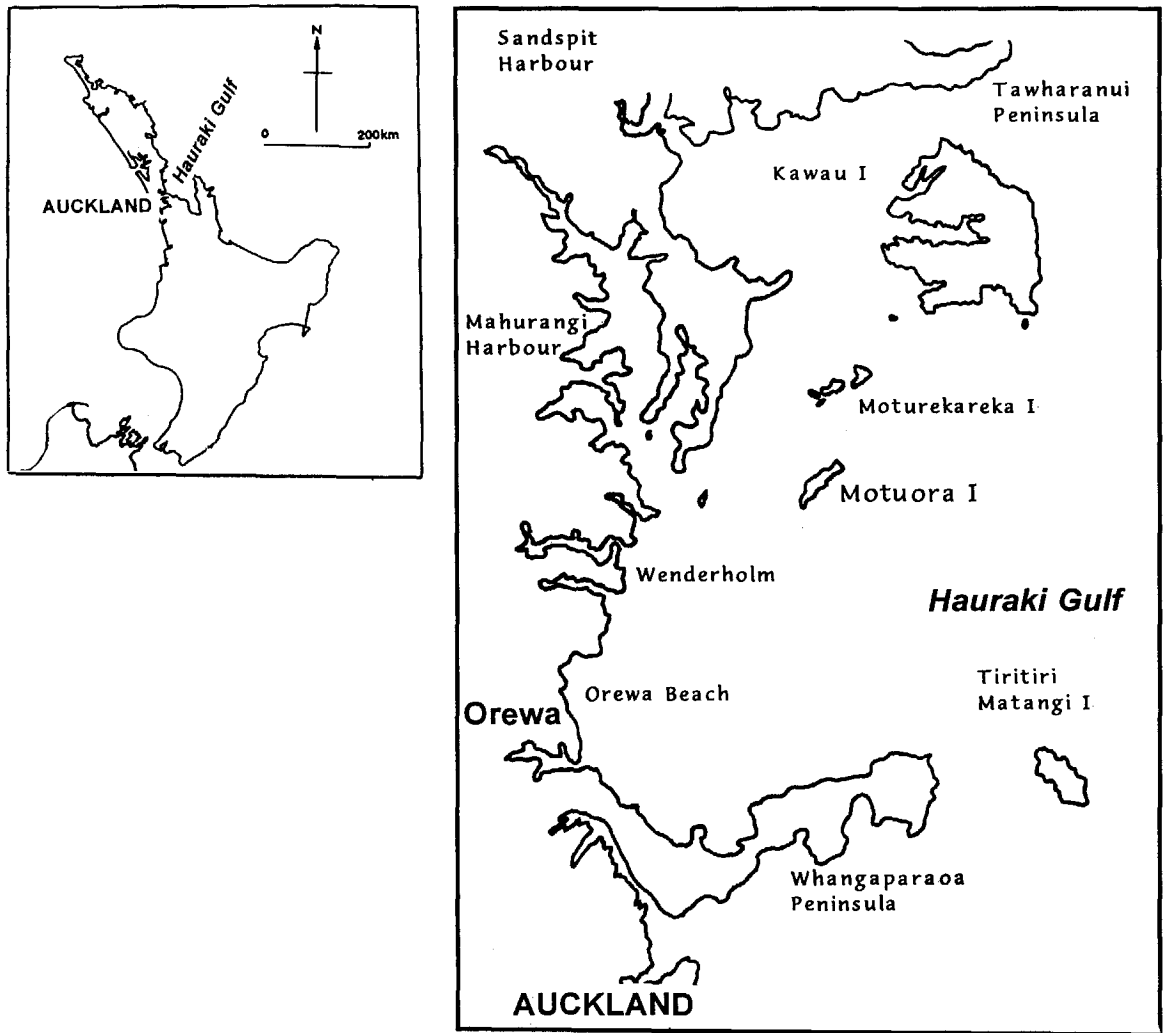 N
0 200km
Hauraki Gulf
AUCKLAND
Sandspit
Harbour
Tawharanui
Peninsula
Kawau I
Mahurangi
Harbour
Moturekareka I
Motuora I
Wenderholm
Hauraki Gulf
Tiritiri
Matangi I
Orewa Beach
Orewa
Whangaparaoa
Peninsula
AUCKLAND